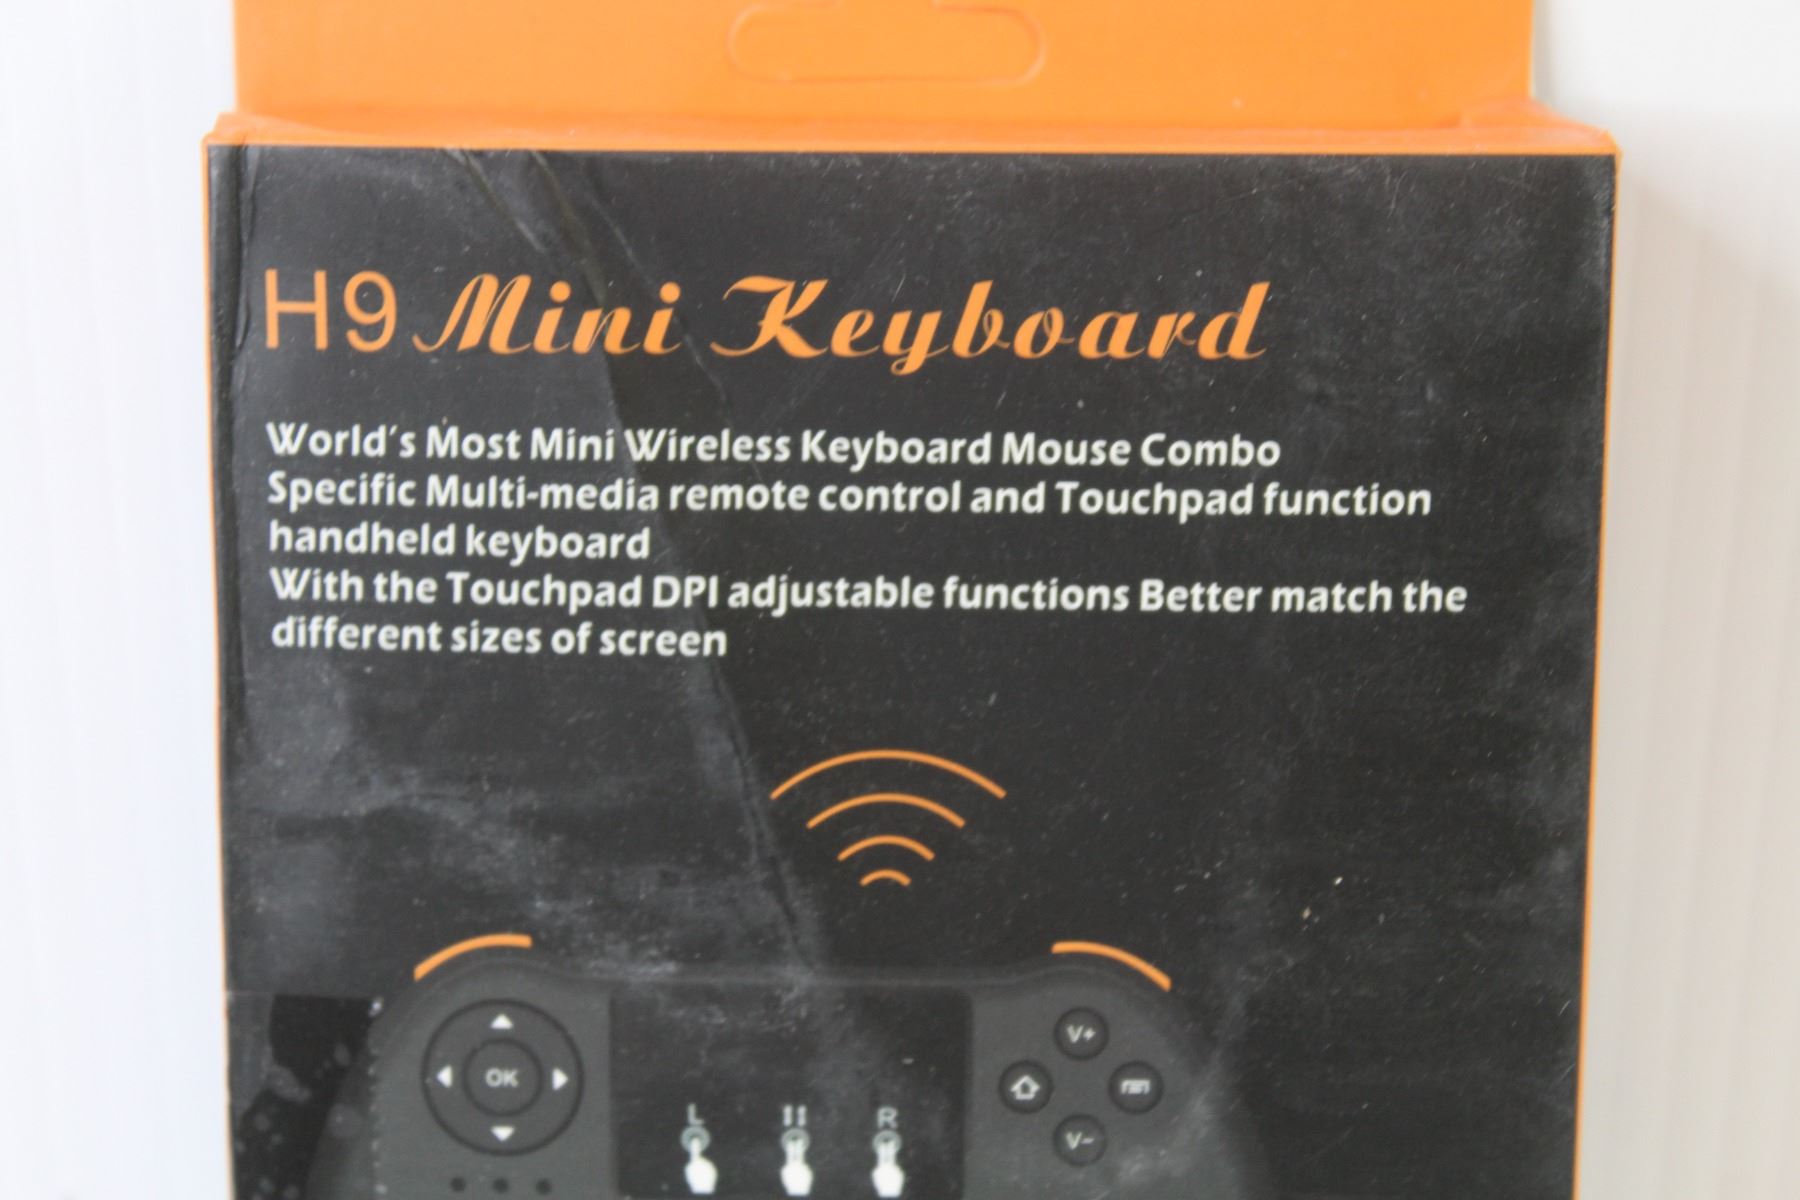 H9 Mini Keyboard
World's Most Mini Wireless Keyboard Mouse Combo
Specific Multi-media remote control and Touchpad function
handheld keyboard
With the Touchpad DPI adjustable functions Better match the
different sizes of screen
V+
OK
V-
L R